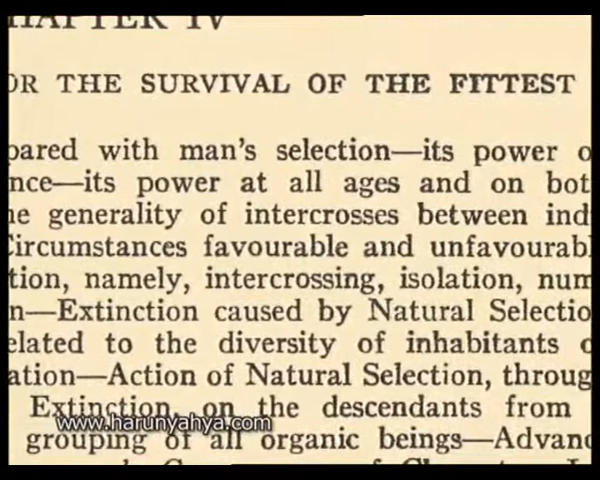 CHAPTER IV
OR THE SURVIVAL OF THE FITTEST
pared with man's selection—its power o
nce—its power at all ages and on bot
he generality of intercrosses between ind
Circumstances favourable and unfavourabl
tion, namely, intercrossing, isolation, num
n—Extinction caused by Natural Selectio
elated to the diversity of inhabitants o
ation—Action of Natural Selection, throug
Extinction, on the descendants from
www.harunyahya.com
grouping of all organic beings—Advanc